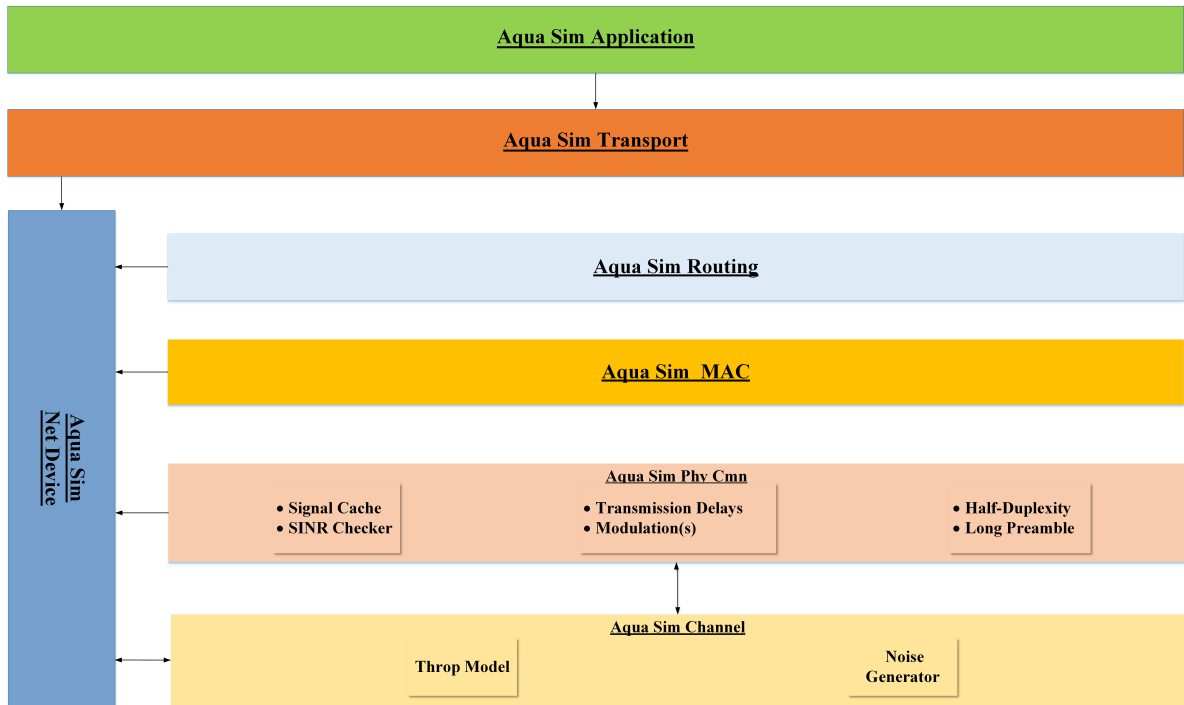 Aqua Sim Application
Aqua Sim Transport
Aqua Sim Routing
Aqua Sim MAC
Aqua Sim
Net Device
Aqua Sim Phy Cmn
• Signal Cache
• SINR Checker
• Transmission Delays
• Modulation(s)
• Half-Duplexity
• Long Preamble
Aqua Sim Channel
Throp Model
Noise
Generator